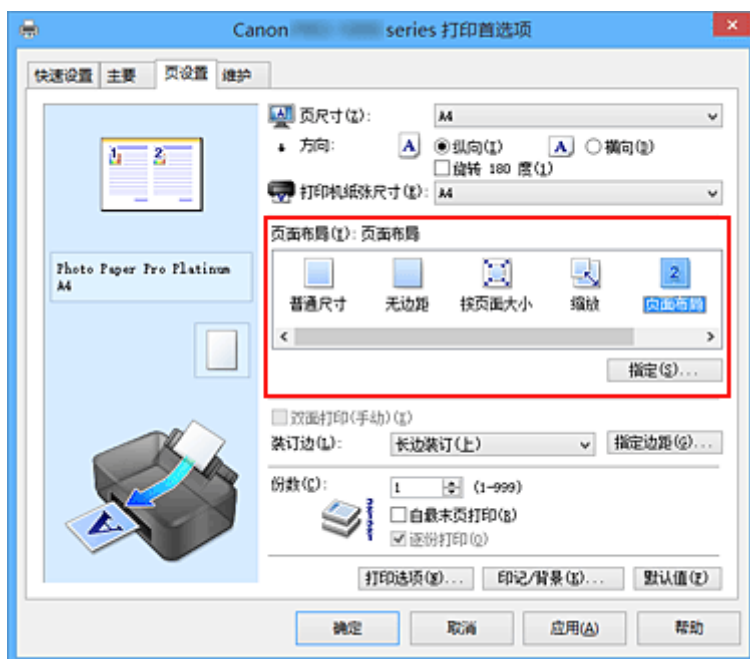 Canon series 打印首选项
快速设置 主要 页设置 维护
页尺寸(Z): A4
方向: A 纵向(I) A 横向(D)
旋转 180 度(1)
打印机纸张尺寸(E): A4
1 2
Photo Paper Pro Platinum
A4
页面布局(Y): 页面布局
2
普通尺寸 无边距 按页面大小 缩放 页面布局
指定(S)...
双面打印(手动)(X)
装订边(L): 长边装订(上) 指定边距(G)...
份数(C): 1 (1-999)
自最末页打印(B)
逐份打印(O)
A
打印选项(N)... 印记/背景(K)... 默认值(F)
确定 取消 应用(A) 帮助